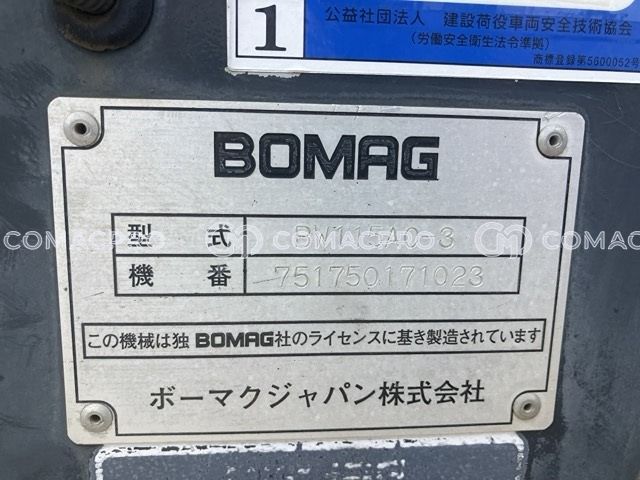 1
公益社団法人 建設荷役車両安全技術協会
(労働安全衛生法令準拠)
商標登録第5600052号
BOMAG
型式
COMACATO COMACATO
機番 751750171023
この機械は独 BOMAG社のライセンスに基き製造されています
ボーマクジャパン株式会社